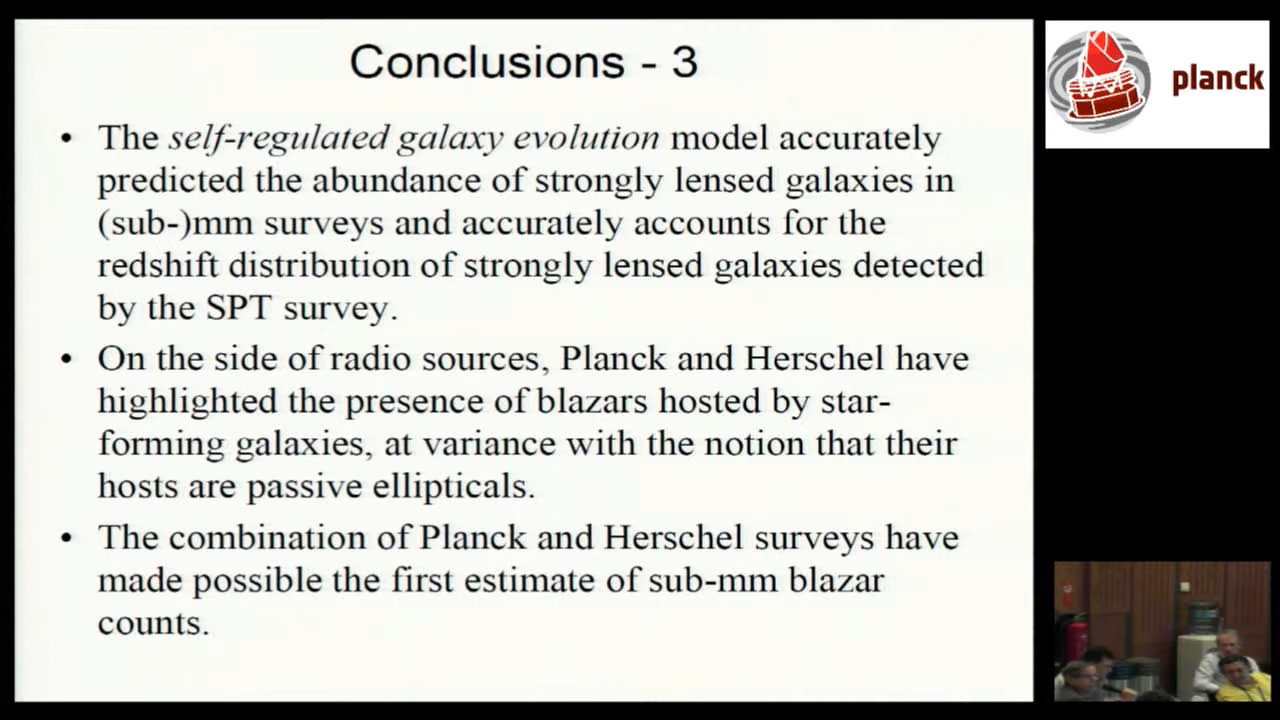 Conclusions - 3
planck
• The self-regulated galaxy evolution model accurately
predicted the abundance of strongly lensed galaxies in
(sub-)mm surveys and accurately accounts for the
redshift distribution of strongly lensed galaxies detected
by the SPT survey.
• On the side of radio sources, Planck and Herschel have
highlighted the presence of blazars hosted by star-
forming galaxies, at variance with the notion that their
hosts are passive ellipticals.
• The combination of Planck and Herschel surveys have
made possible the first estimate of sub-mm blazar
counts.